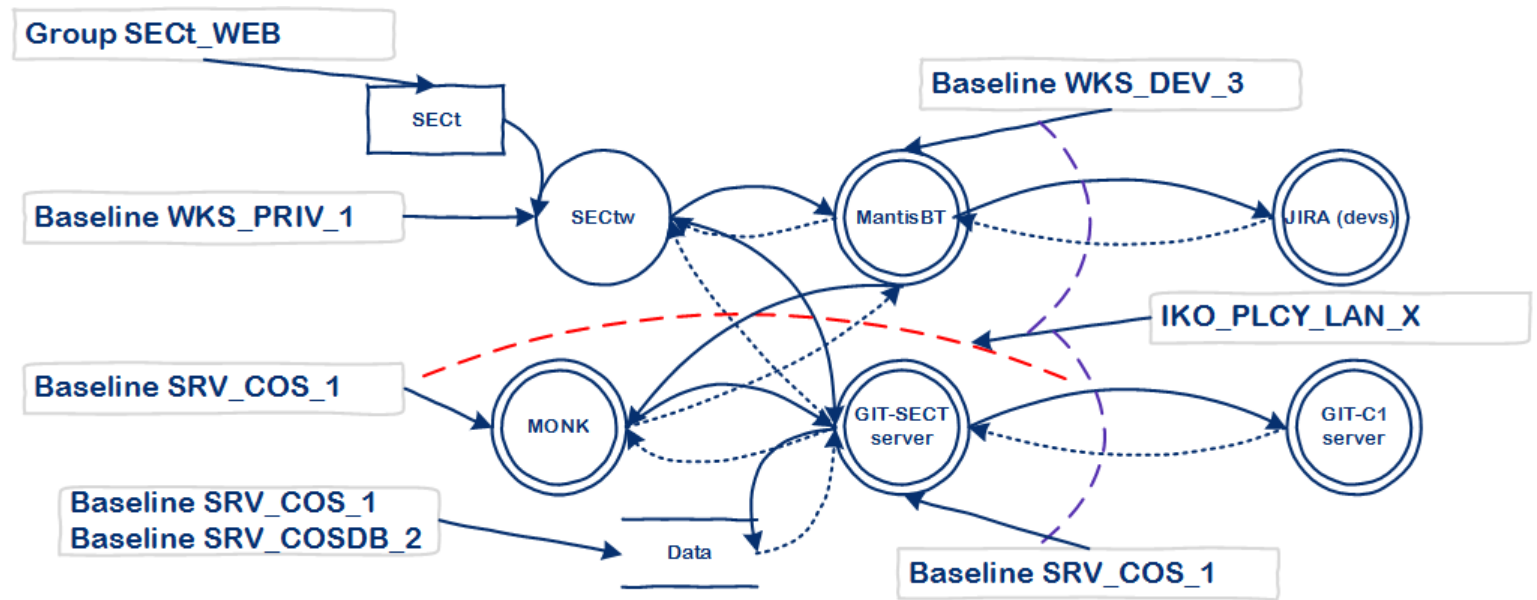 Group SECt_WEB
Baseline WKS_DEV_3
SECt
Baseline WKS_PRIV_1
SECtw
MantisBT
JIRA (devs)
IKO_PLCY_LAN_X
Baseline SRV_COS_1
MONK
GIT-SECT
server
GIT-C1
server
Baseline SRV_COS_1
Baseline SRV_COSDB_2
Data
Baseline SRV_COS_1